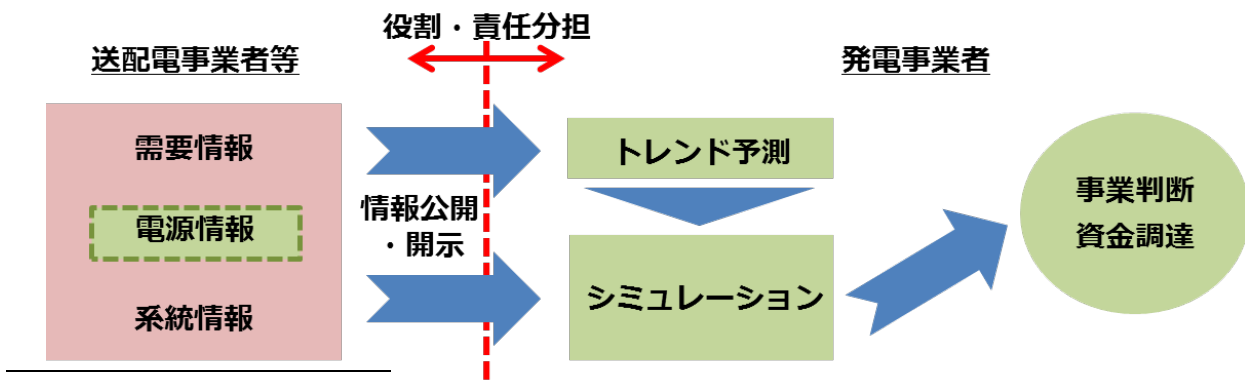 役割・責任分担
送配電事業者等
発電事業者
需要情報
電源情報
系統情報
情報公開
・開示
トレンド予測
シミュレーション
事業判断
資金調達